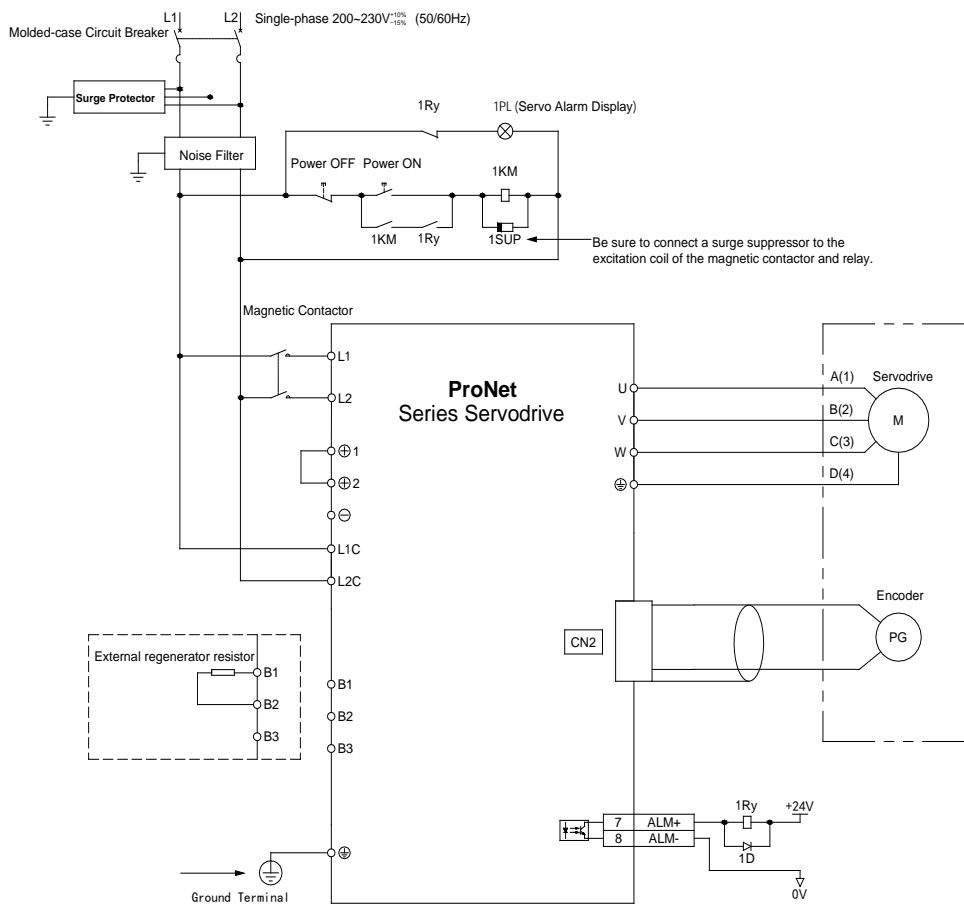 L1 L2 Single-phase 200~230V +10% -15% (50/60Hz)
Molded-case Circuit Breaker
Surge Protector
1Ry 1PL (Servo Alarm Display)
Noise Filter
Power OFF Power ON
1KM
1KM 1Ry 1SUP
Be sure to connect a surge suppressor to the
excitation coil of the magnetic contactor and relay.
Magnetic Contactor
L1
L2
ProNet
Series Servodrive
1
2
L1C
L2C
U
V
W
A(1)
B(2)
C(3)
D(4)
Servodrive
M
External regenerator resistor
B1
B2
B3
B1
B2
B3
CN2
Encoder
PG
7 ALM+
8 ALM-
1Ry
+24V
1D
0V
Ground Terminal